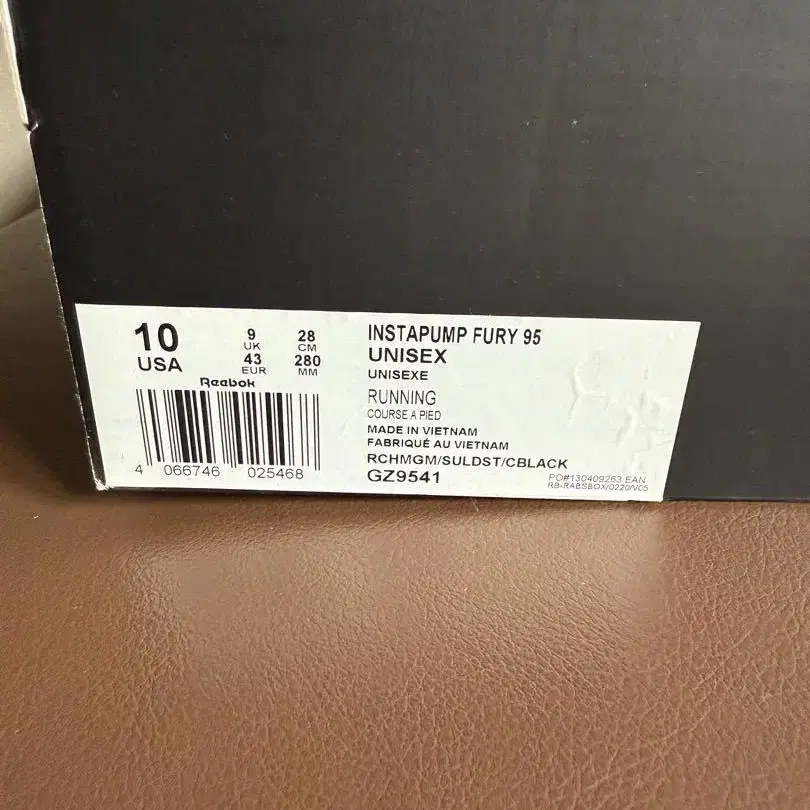 10
USA
9
UK
28
CM
43
EUR
280
MM
Reebok
4 066746 025468
INSTAPUMP FURY 95
UNISEX
UNISEXE
RUNNING
COURSE A PIED
MADE IN VIETNAM
FABRIQUÉ AU VIETNAM
RCHMGM/SULDST/CBLACK
GZ9541
PO#130409263 EAN
RB-RABSBOX/0220/V05